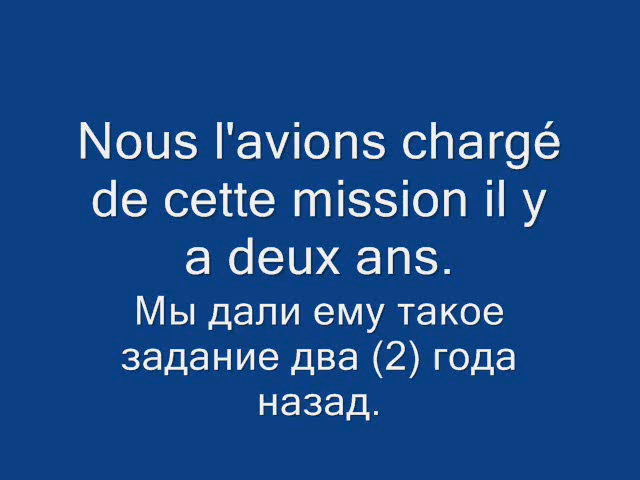 Nous l'avions chargé
de cette mission il y
a deux ans.
Мы дали ему такое
задание два (2) года
назад.